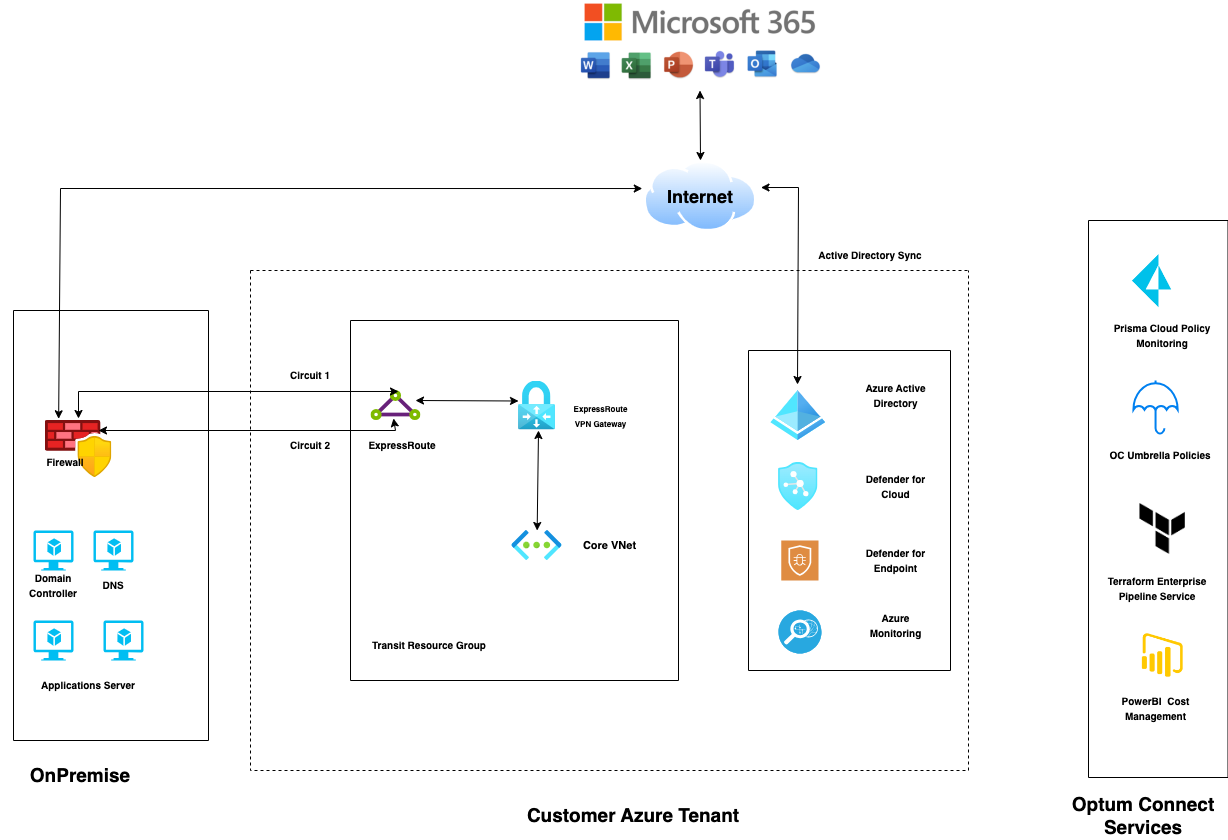 Microsoft 365
W
X
P
T
O
Internet
Active Directory Sync
Circuit 1
Circuit 2
Firewall
Domain
Controller
DNS
Applications Server
OnPremise
ExpressRoute
ExpressRoute
VPN Gateway
Core VNet
Transit Resource Group
Azure Active
Directory
Defender for
Cloud
Defender for
Endpoint
Azure
Monitoring
Customer Azure Tenant
Prisma Cloud Policy
Monitoring
OC Umbrella Policies
Terraform Enterprise
Pipeline Service
PowerBI Cost
Management
Optum Connect
Services